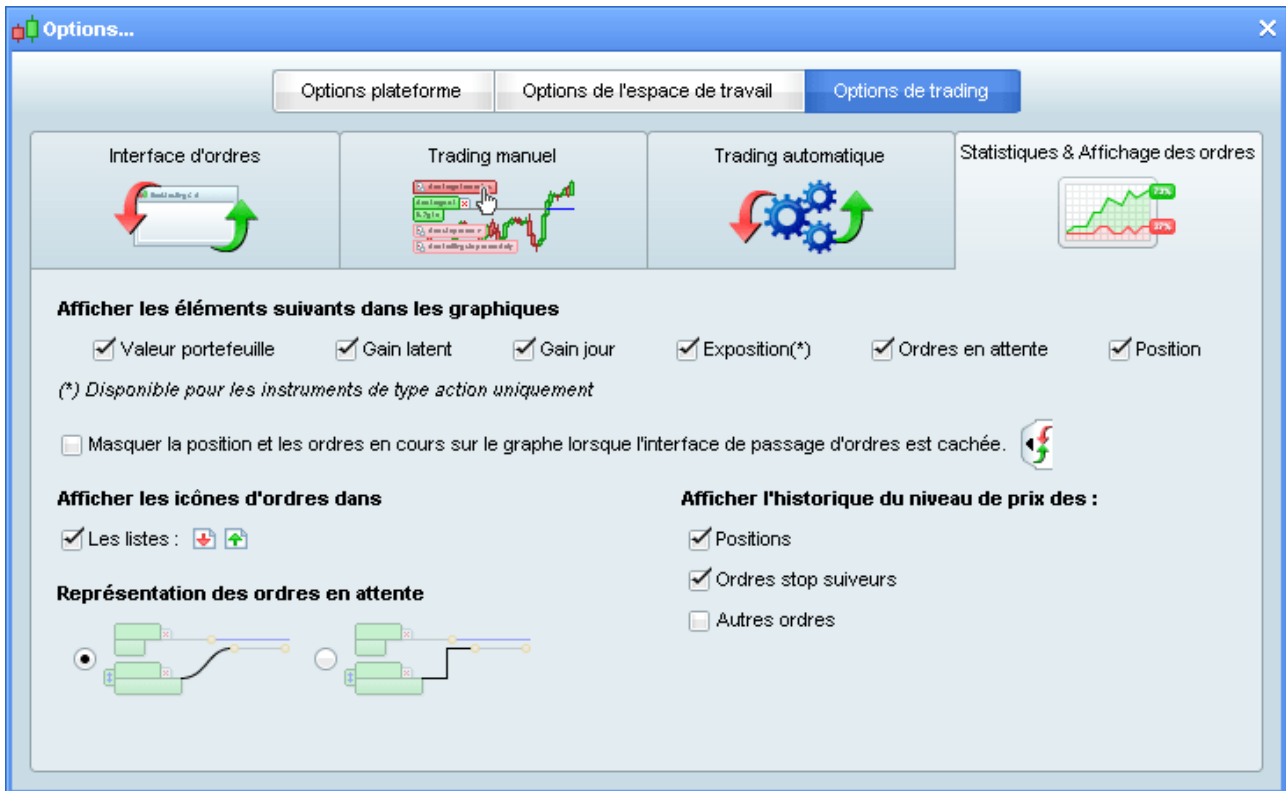 Options...
Options plateforme
Options de l'espace de travail
Options de trading
Interface d'ordres
Trading manuel
Trading automatique
Statistiques & Affichage des ordres
Afficher les éléments suivants dans les graphiques
Valeur portefeuille
Gain latent
Gain jour
Exposition(*)
Ordres en attente
Position
(*) Disponible pour les instruments de type action uniquement
Masquer la position et les ordres en cours sur le graphe lorsque l'interface de passage d'ordres est cachée.
Afficher les icônes d'ordres dans
Afficher l'historique du niveau de prix des :
Les listes :
Positions
Ordres stop suiveurs
Représentation des ordres en attente
Autres ordres